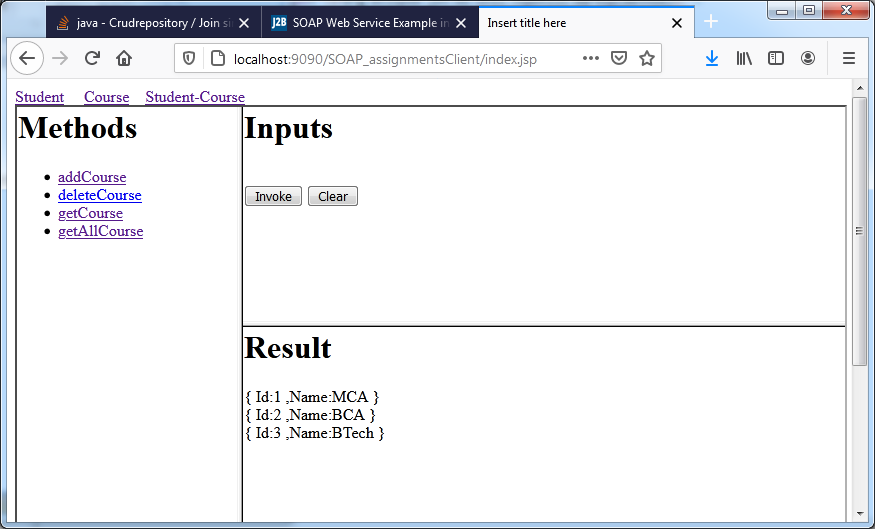 java - Crudrepository / Join si
SOAP Web Service Example in
Insert title here
localhost:9090/SOAP_assignmentsClient/index.jsp
Student Course Student-Course
Methods
addCourse
deleteCourse
getCourse
getAllCourse
Inputs
Invoke Clear
Result
{ Id:1 ,Name:MCA }
{ Id:2 ,Name:BCA }
{ Id:3 ,Name:BTech }